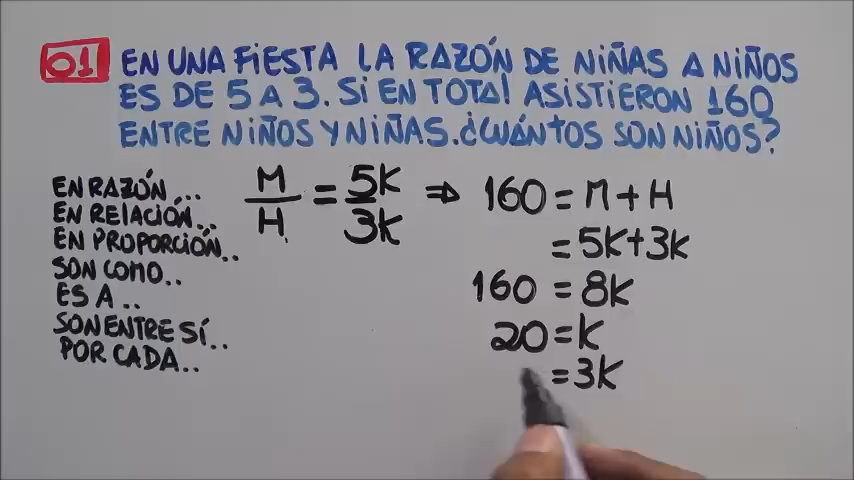 01 EN UNA FIESTA LA RAZÓN DE NIÑAS A NIÑOS
ES DE 5 A 3. SI EN TOTAL ASISTIERON 160
ENTRE NIÑOS Y NIÑAS. ¿CUÁNTOS SON NIÑOS?
EN RAZÓN...
EN RELACIÓN..
EN PROPORCIÓN..
SON COMO..
ES A..
SON ENTRE SÍ..
POR CADA..
M/H = 5K/3K ⇒ 160 = M + H
= 5K + 3K
160 = 8K
20 = K
= 3K